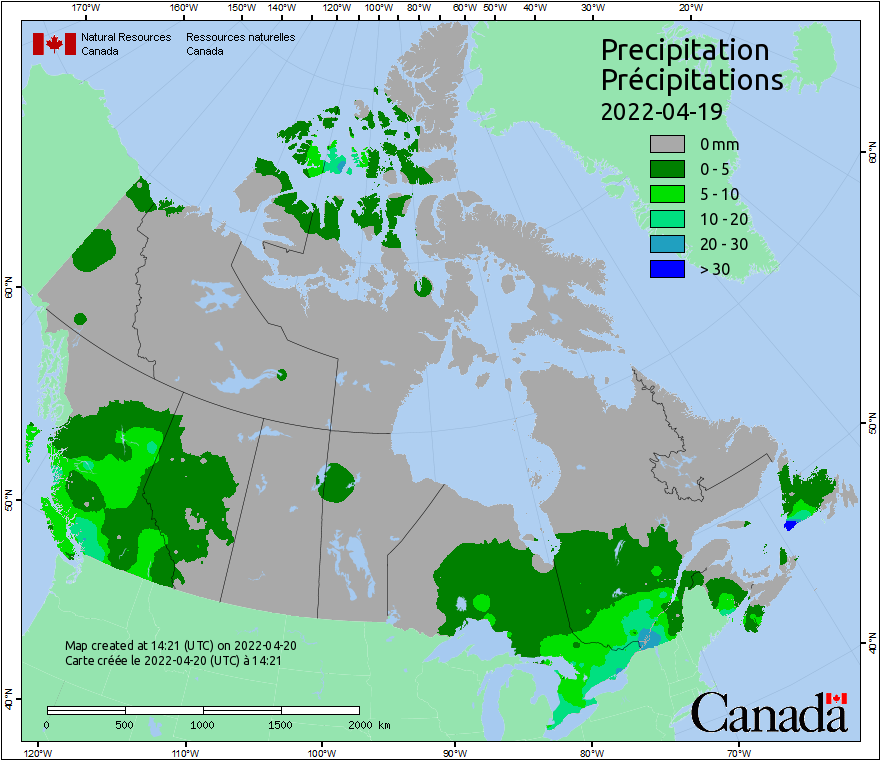 170°W 160°W 150°W 140°W 130°W 120°W 110°W 100°W 90°W 80°W 60°W 50°W 40°W 30°W 20°W
Natural Resources Canada
Ressources naturelles Canada
Precipitation
Précipitations
2022-04-19
0 mm
0 - 5
5 - 10
10 - 20
20 - 30
> 30
60°N
50°N
40°N
60°N
50°N
40°N
Map created at 14:21 (UTC) on 2022-04-20
Carte créée le 2022-04-20 (UTC) à 14:21
0 500 1000 1500 2000 km
Canada
120°W 110°W 100°W 90°W 80°W 70°W